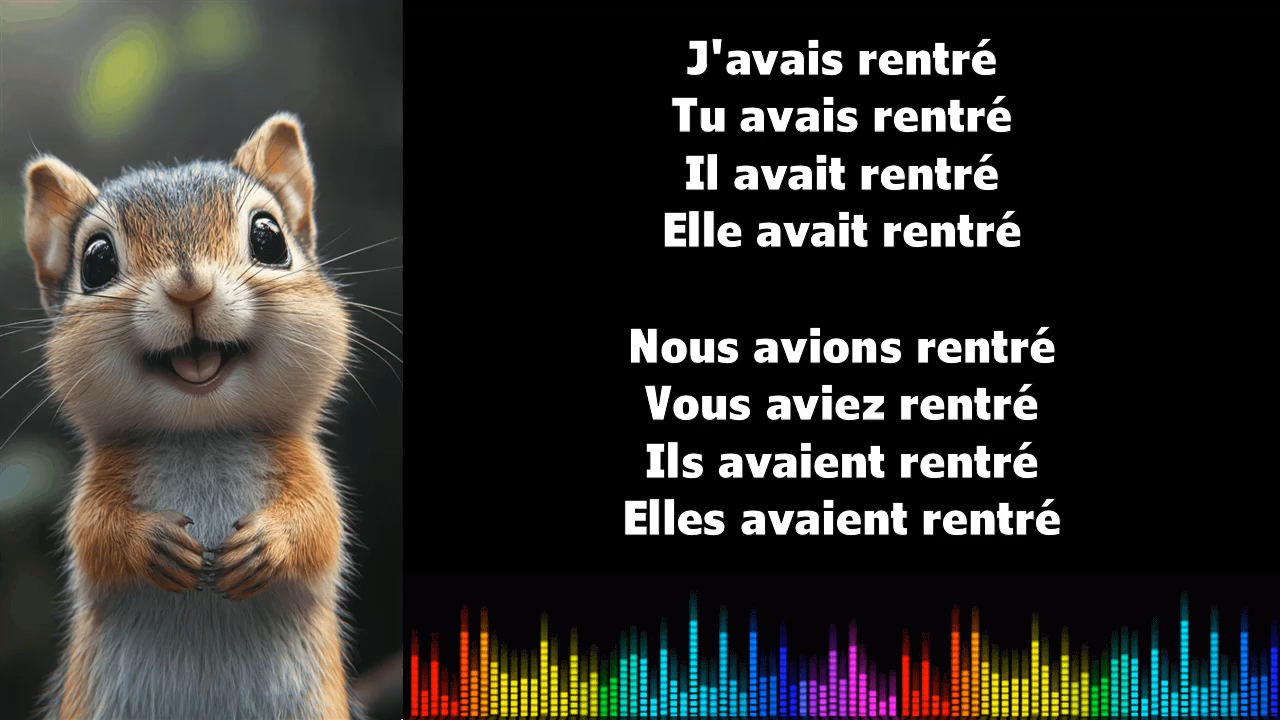 J'avais rentré
Tu avais rentré
Il avait rentré
Elle avait rentré
Nous avions rentré
Vous aviez rentré
Ils avaient rentré
Elles avaient rentré